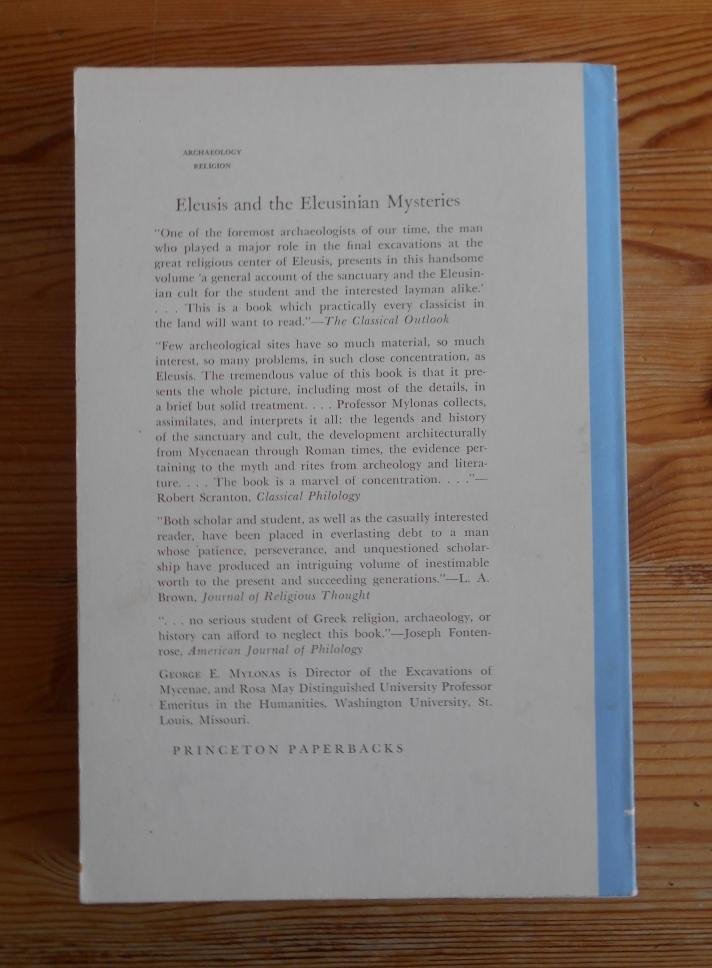 ARCHAEOLOGY
RELIGION
Eleusis and the Eleusinian Mysteries
"One of the foremost archaeologists of our time, the man
who played a major role in the final excavations at the
great religious center of Eleusis, presents in this handsome
volume 'a general account of the sanctuary and the Eleusin-
ian cult for the student and the interested layman alike.'
. . . This is a book which practically every classicist in
the land will want to read."—The Classical Outlook
"Few archeological sites have so much material, so much
interest, so many problems, in such close concentration, as
Eleusis. The tremendous value of this book is that it pre-
sents the whole picture, including most of the details, in
a brief but solid treatment. . . . Professor Mylonas collects,
assimilates, and interprets it all: the legends and history
of the sanctuary and cult, the development architecturally
from Mycenaean through Roman times, the evidence per-
taining to the myth and rites from archeology and litera-
ture. . . . The book is a marvel of concentration. . . ."—
Robert Scranton, Classical Philology
"Both scholar and student, as well as the casually interested
reader, have been placed in everlasting debt to a man
whose patience, perseverance, and unquestioned scholar-
ship have produced an intriguing volume of inestimable
worth to the present and succeeding generations."—L. A.
Brown, Journal of Religious Thought
". . . no serious student of Greek religion, archaeology, or
history can afford to neglect this book."—Joseph Fonten-
rose, American Journal of Philology
GEORGE E. MYLONAS is Director of the Excavations of
Mycenae, and Rosa May Distinguished University Professor
Emeritus in the Humanities, Washington University, St.
Louis, Missouri.
PRINCETON PAPERBACKS